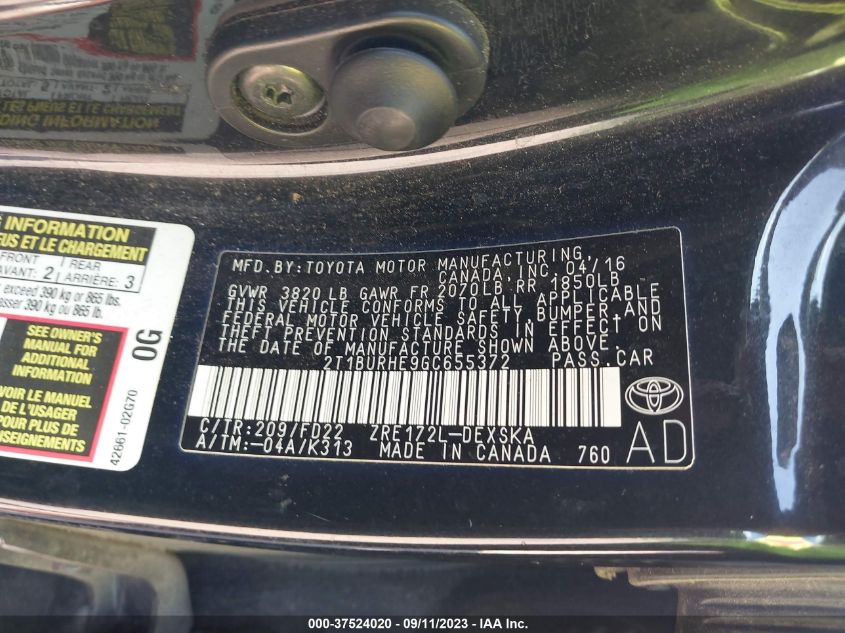 G INFORMATION
FUS ET LE CHARGEMENT
FRONT REAR
AVANT: 2 ARRIÈRE: 3
exceed 390 kg or 865 lbs.
sser 390 kg ou 865 lb.
SEE OWNER'S
MANUAL FOR
ADDITIONAL
INFORMATION
VOIR LE MANUEL
DE L'USAGER
POUR PLUS DE
RENSEIGNEMENTS
OG
42661-02G70
MFD. BY: TOYOTA MOTOR MANUFACTURING,
CANADA, INC. 04/16
GVWR 3820 LB GAWR FR 2070LB RR 1850LB
THIS VEHICLE CONFORMS TO ALL APPLICABLE
FEDERAL MOTOR VEHICLE SAFETY, BUMPER, AND
THEFT PREVENTION STANDARDS IN EFFECT ON
THE DATE OF MANUFACTURE SHOWN ABOVE.
2T1BURHE9GC655372 PASS.CAR
C/TR: 209/FD22 ZRE172L-DEXSKA
A/TM: -04A/K313 MADE IN CANADA 760
AD
000-37524020 - 09/11/2023 - IAA Inc.